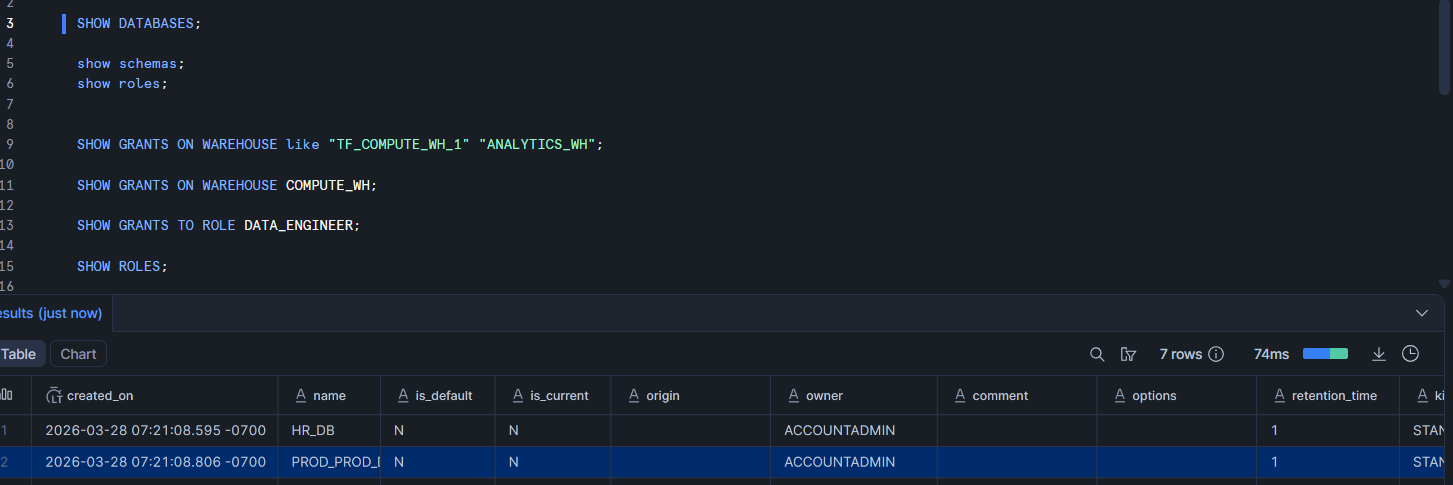 2
3 SHOW DATABASES;
4
5 show schemas;
6 show roles;
7
8
9 SHOW GRANTS ON WAREHOUSE like "TF_COMPUTE_WH_1" "ANALYTICS_WH";
10
11 SHOW GRANTS ON WAREHOUSE COMPUTE_WH;
12
13 SHOW GRANTS TO ROLE DATA_ENGINEER;
14
15 SHOW ROLES;
16
esults (just now)
Table Chart 7 rows 74ms
created_on A name A is_default A is_current A origin A owner A comment A options A retention_time A ki
1 2026-03-28 07:21:08.595 -0700 HR_DB N N ACCOUNTADMIN 1 STAN
2 2026-03-28 07:21:08.806 -0700 PROD_PROD_D N N ACCOUNTADMIN 1 STAN